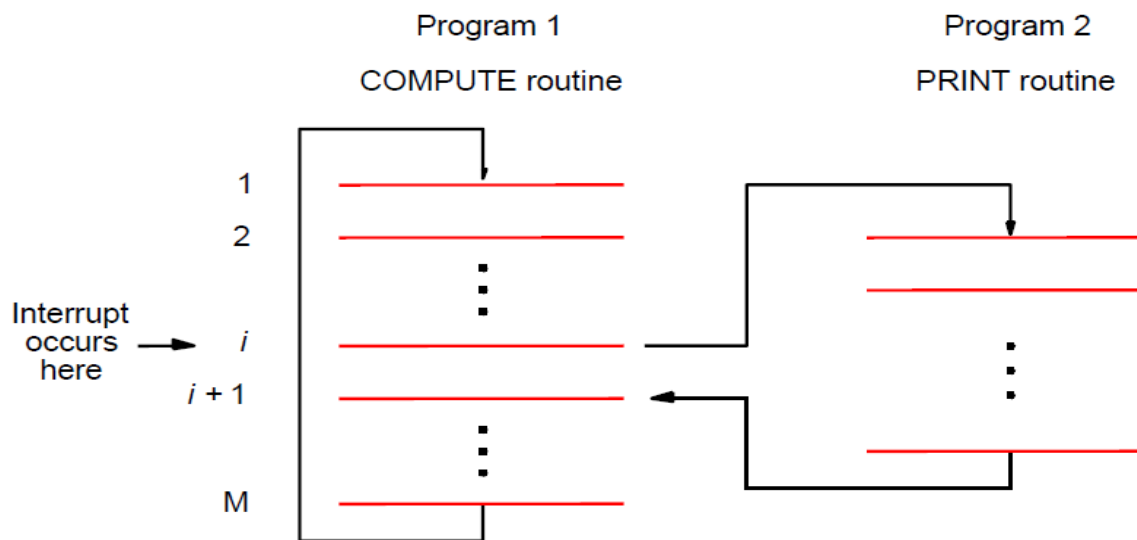 Program 1
Program 2
COMPUTE routine
PRINT routine
1
2
Interrupt
occurs
here
i
i + 1
M